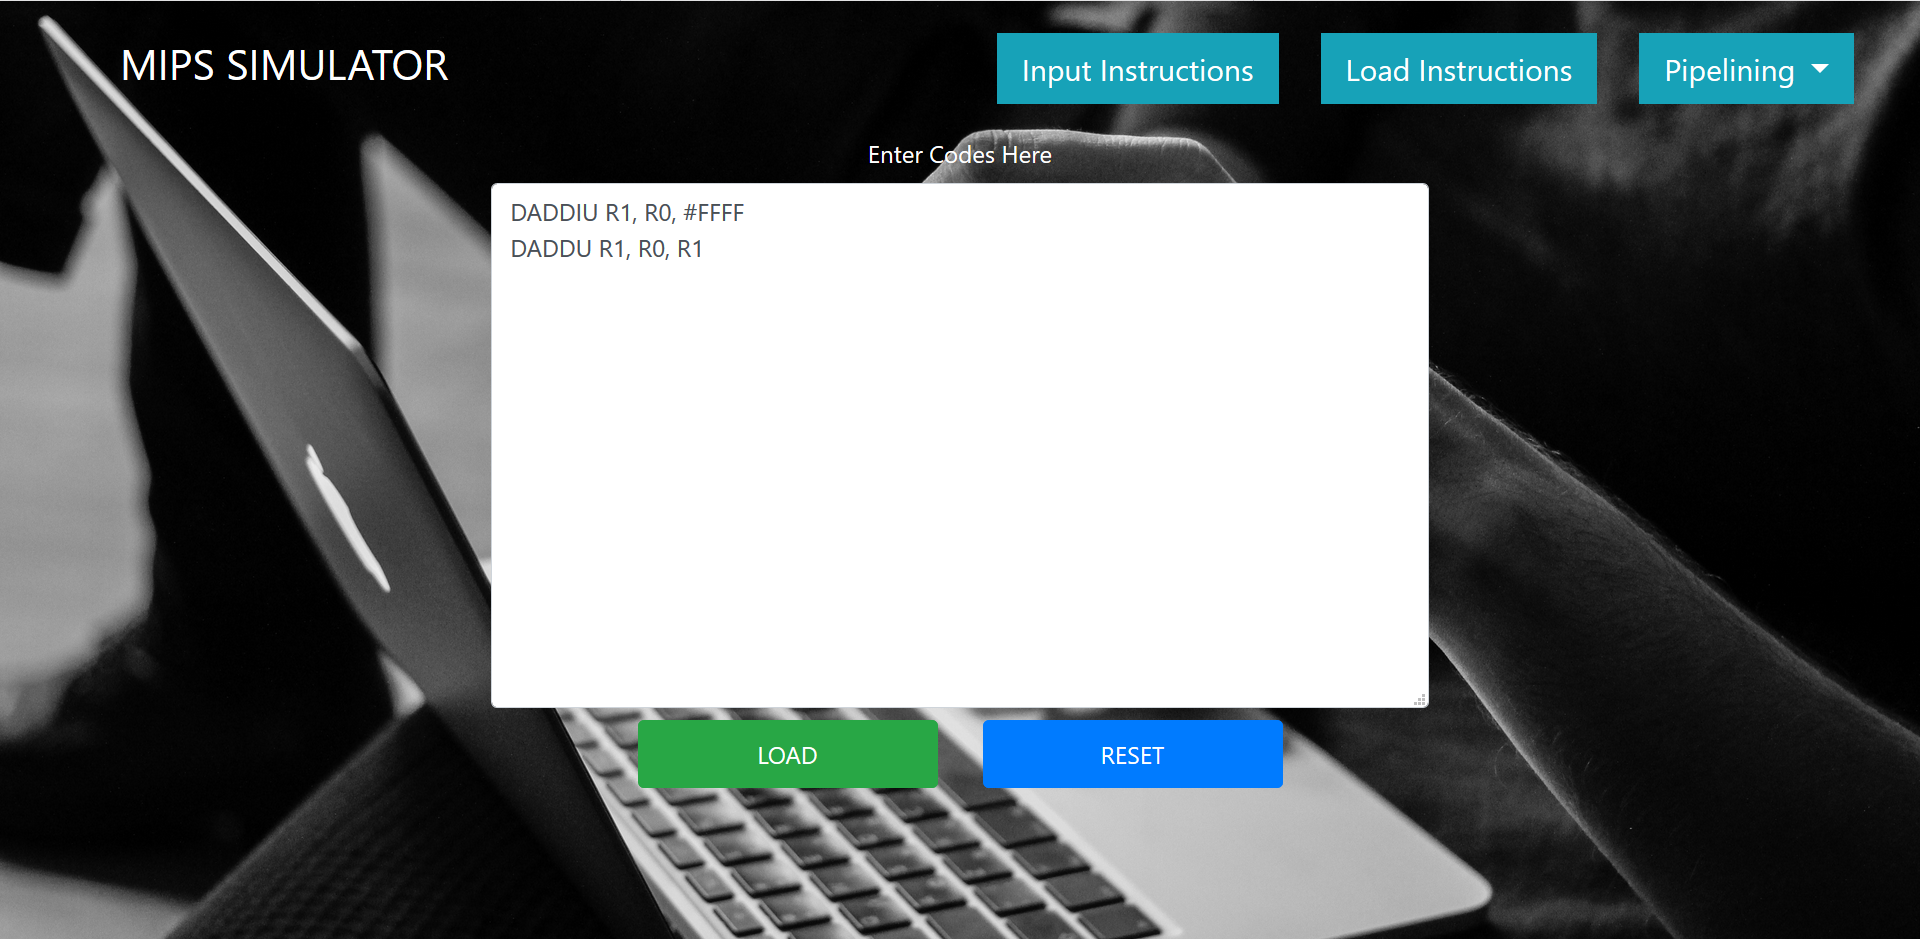 MIPS SIMULATOR
Input Instructions
Load Instructions
Pipelining
Enter Codes Here
DADDIU R1, R0, #FFFF
DADDU R1, R0, R1
LOAD
RESET